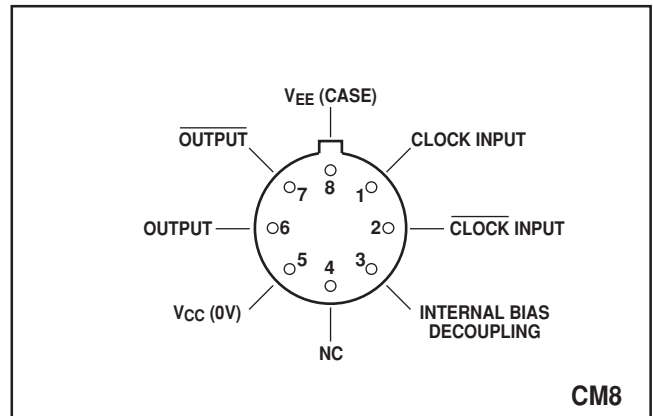 VEE (CASE)
OUTPUT
CLOCK INPUT
7
8
1
OUTPUT
6
2
CLOCK INPUT
5
4
3
VCC (0V)
INTERNAL BIAS
DECOUPLING
NC
CM8